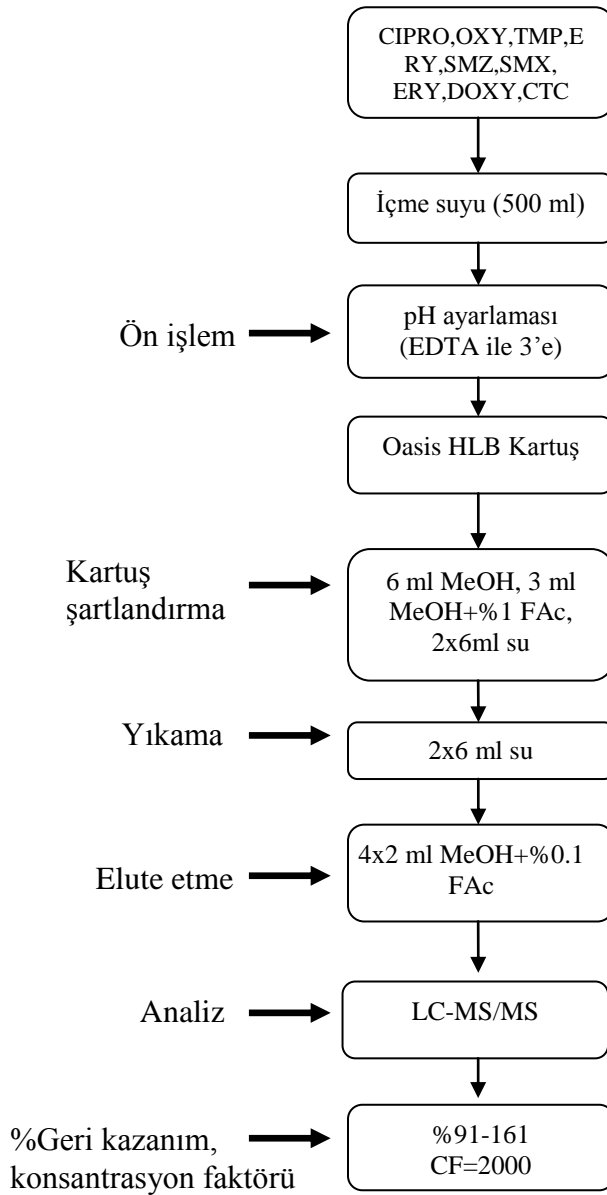 CIPRO,OXY,TMP,E
RY,SMZ,SMX,
ERY,DOXY,CTC
İçme suyu (500 ml)
Ön işlem
pH ayarlaması
(EDTA ile 3’e)
Oasis HLB Kartuş
Kartuş
şartlandırma
6 ml MeOH, 3 ml
MeOH+%1 FAc,
2x6ml su
Yıkama
2x6 ml su
Elute etme
4x2 ml MeOH+%0.1
FAc
Analiz
LC-MS/MS
%Geri kazanım,
konsantrasyon faktörü
%91-161
CF=2000